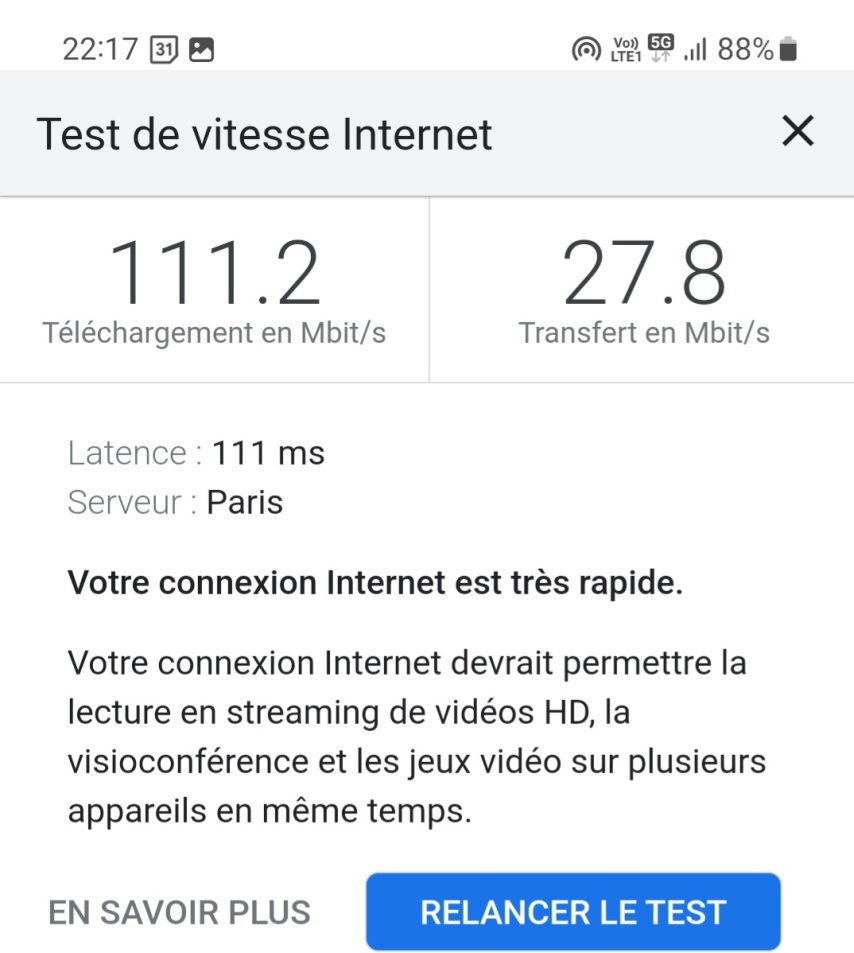 22:17 31 Vo)) LTE1 5G 88%
Test de vitesse Internet
111.2 27.8
Téléchargement en Mbit/s Transfert en Mbit/s
Latence : 111 ms
Serveur : Paris
Votre connexion Internet est très rapide.
Votre connexion Internet devrait permettre la
lecture en streaming de vidéos HD, la
visioconférence et les jeux vidéo sur plusieurs
appareils en même temps.
EN SAVOIR PLUS RELANCER LE TEST